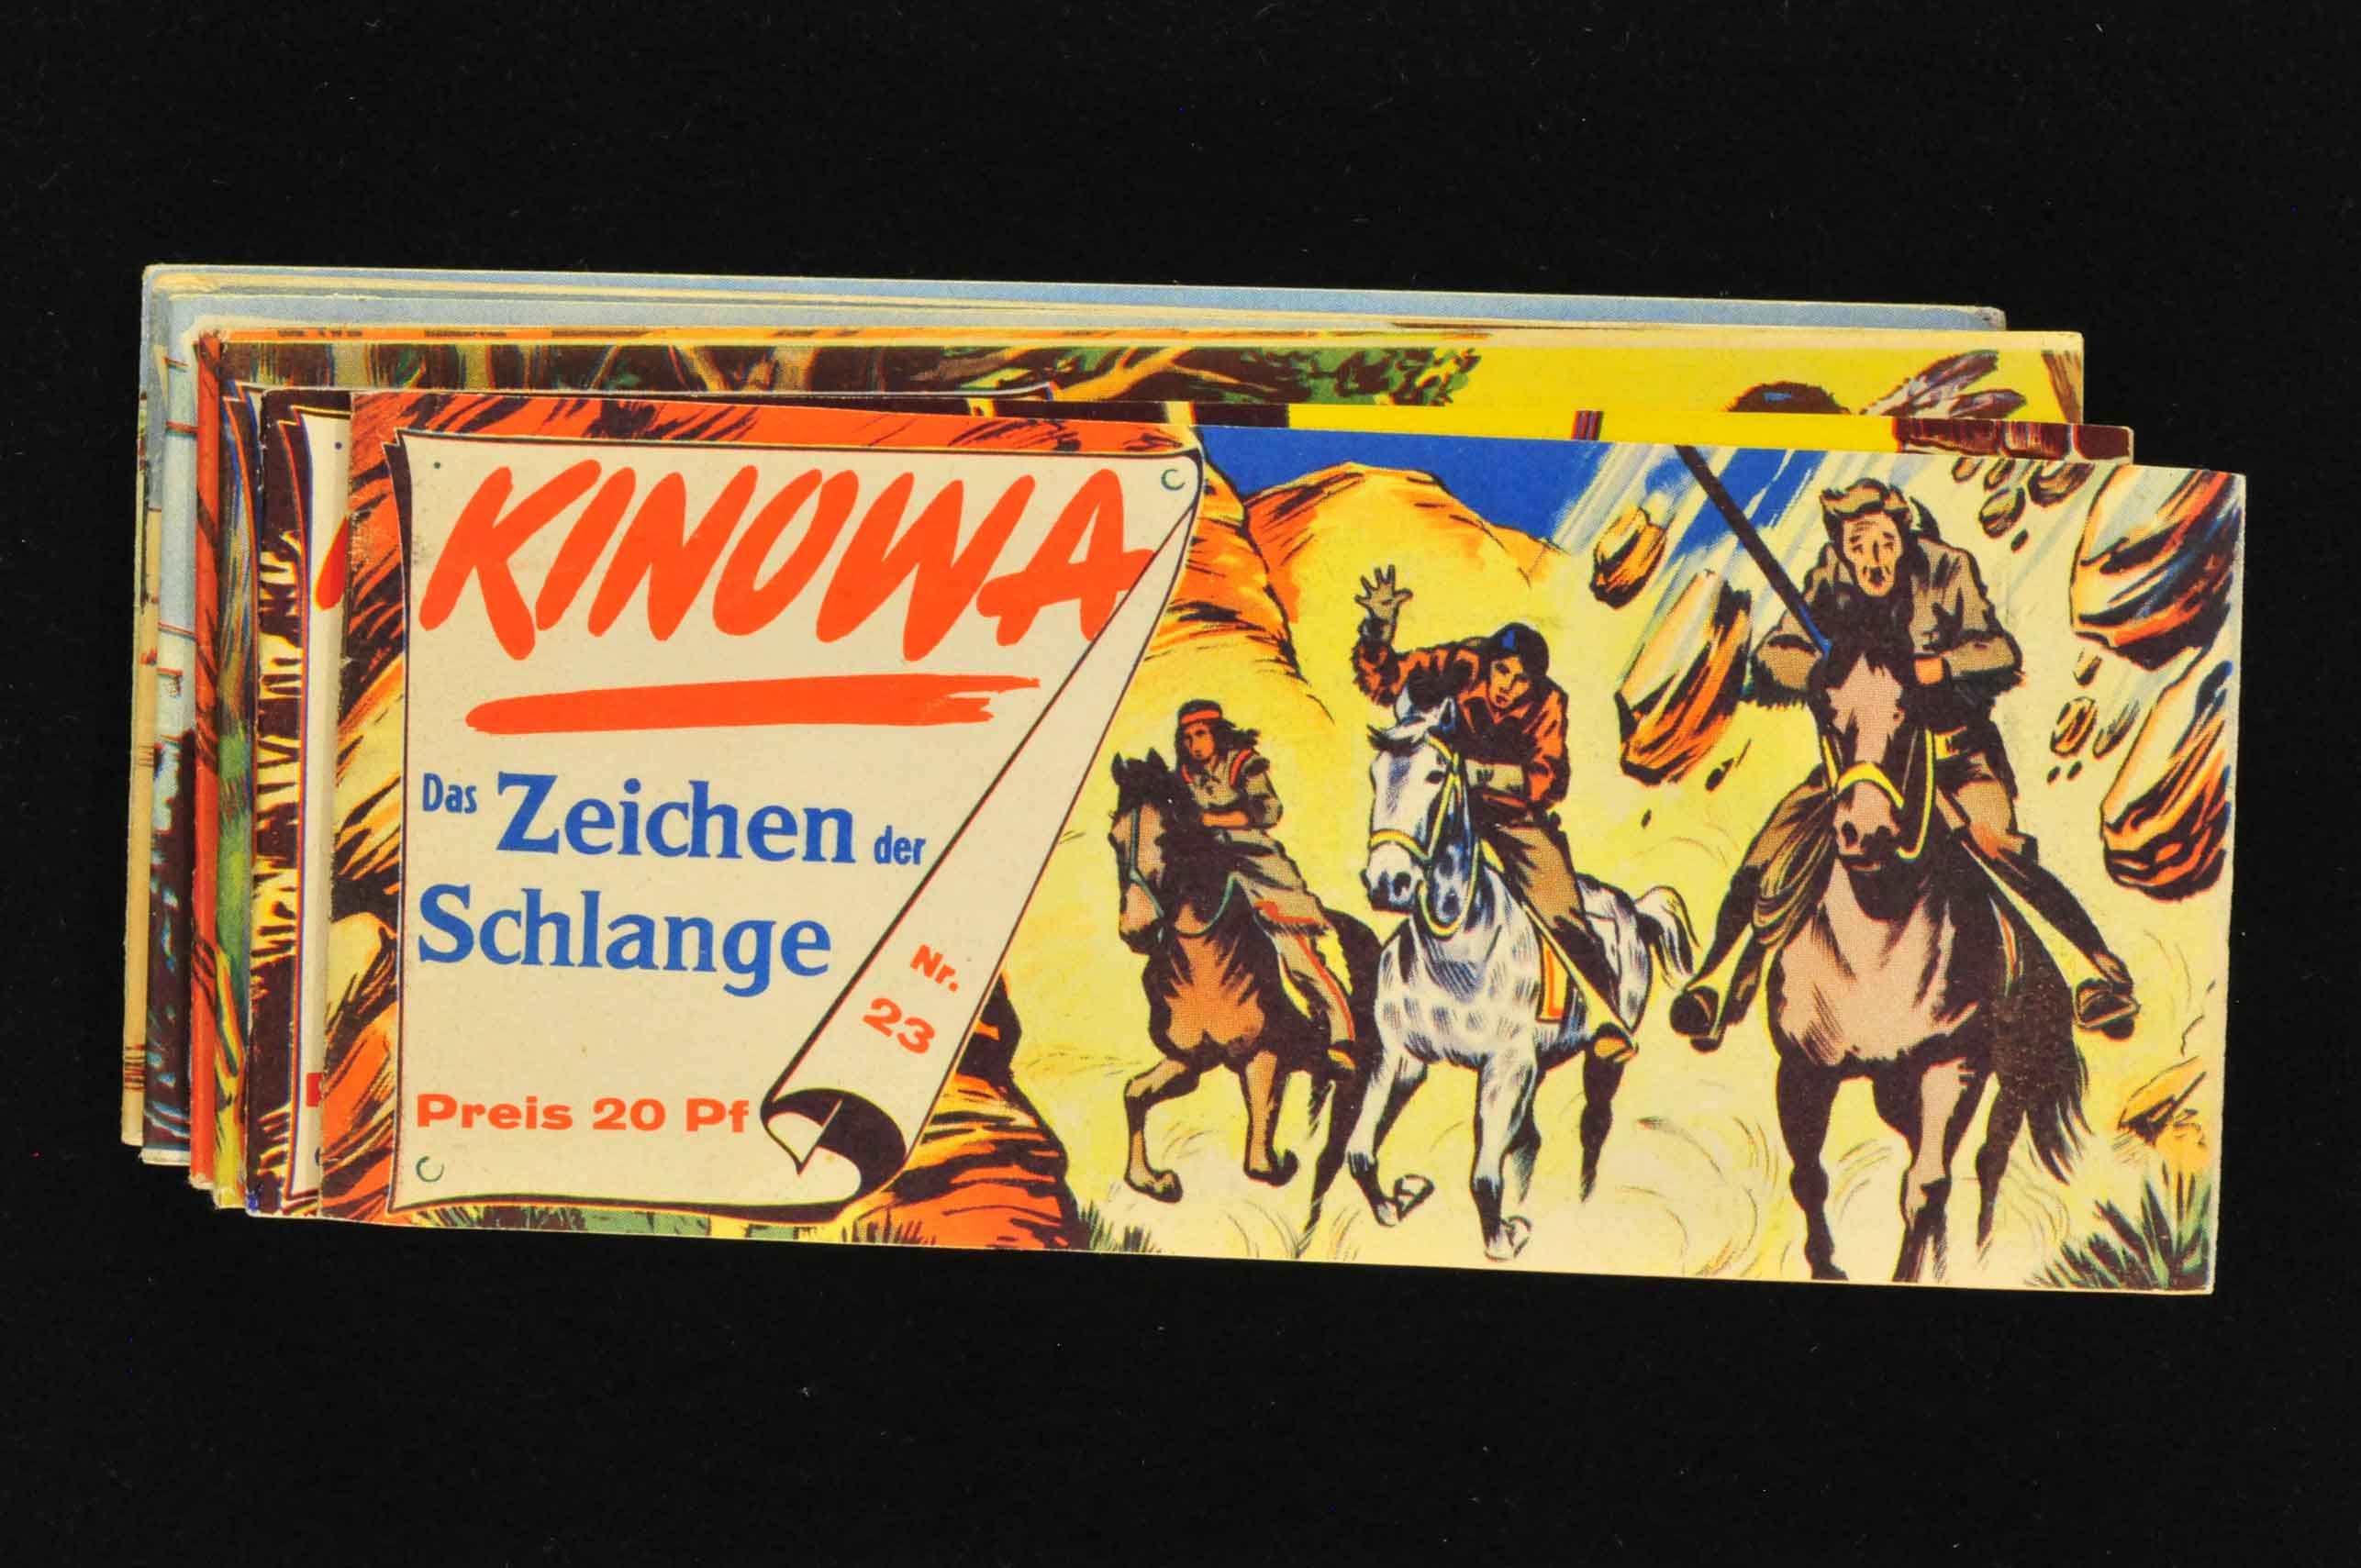 KINOWA
Das Zeichen der
Schlange
Nr.
23
Preis 20 Pf